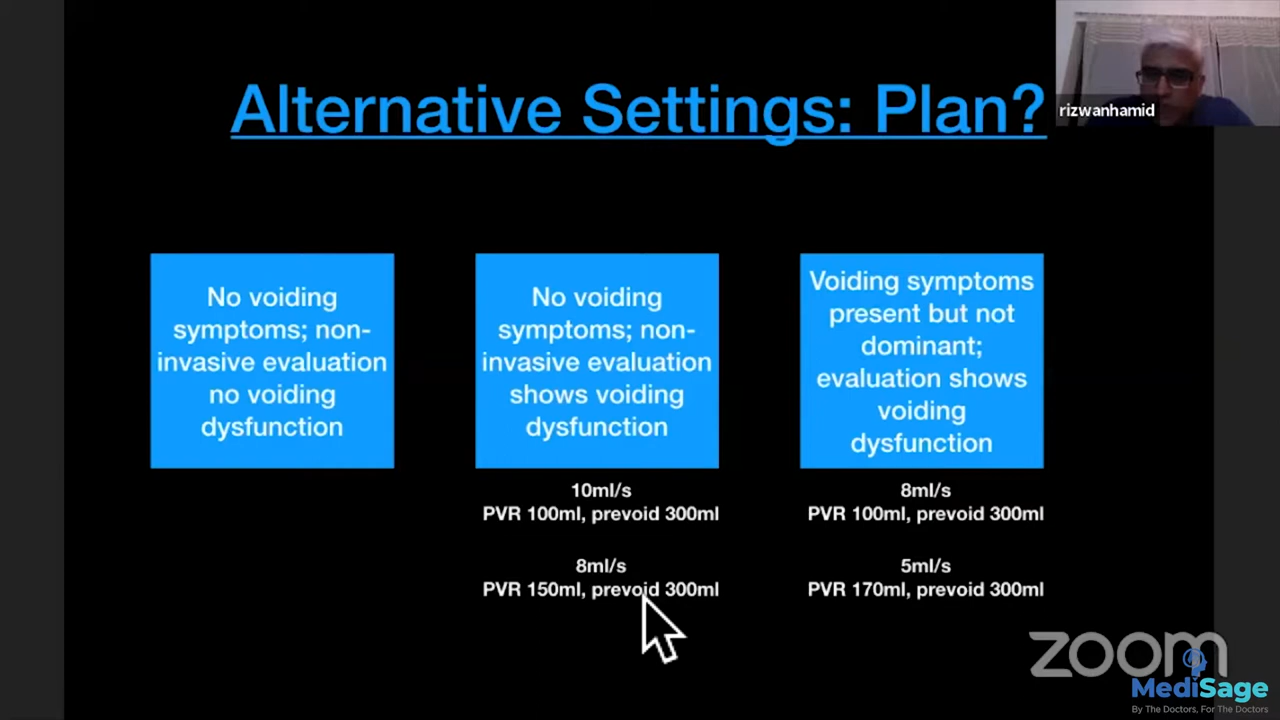 Alternative Settings: Plan?
rizwanhamid
No voiding
symptoms; non-
invasive evaluation
no voiding
dysfunction
No voiding
symptoms; non-
invasive evaluation
shows voiding
dysfunction
10ml/s
PVR 100ml, prevoid 300ml
8ml/s
PVR 150ml, prevoid 300ml
Voiding symptoms
present but not
dominant;
evaluation shows
voiding
dysfunction
8ml/s
PVR 100ml, prevoid 300ml
5ml/s
PVR 170ml, prevoid 300ml
zoom
MediSage
By The Doctors, For The Doctors